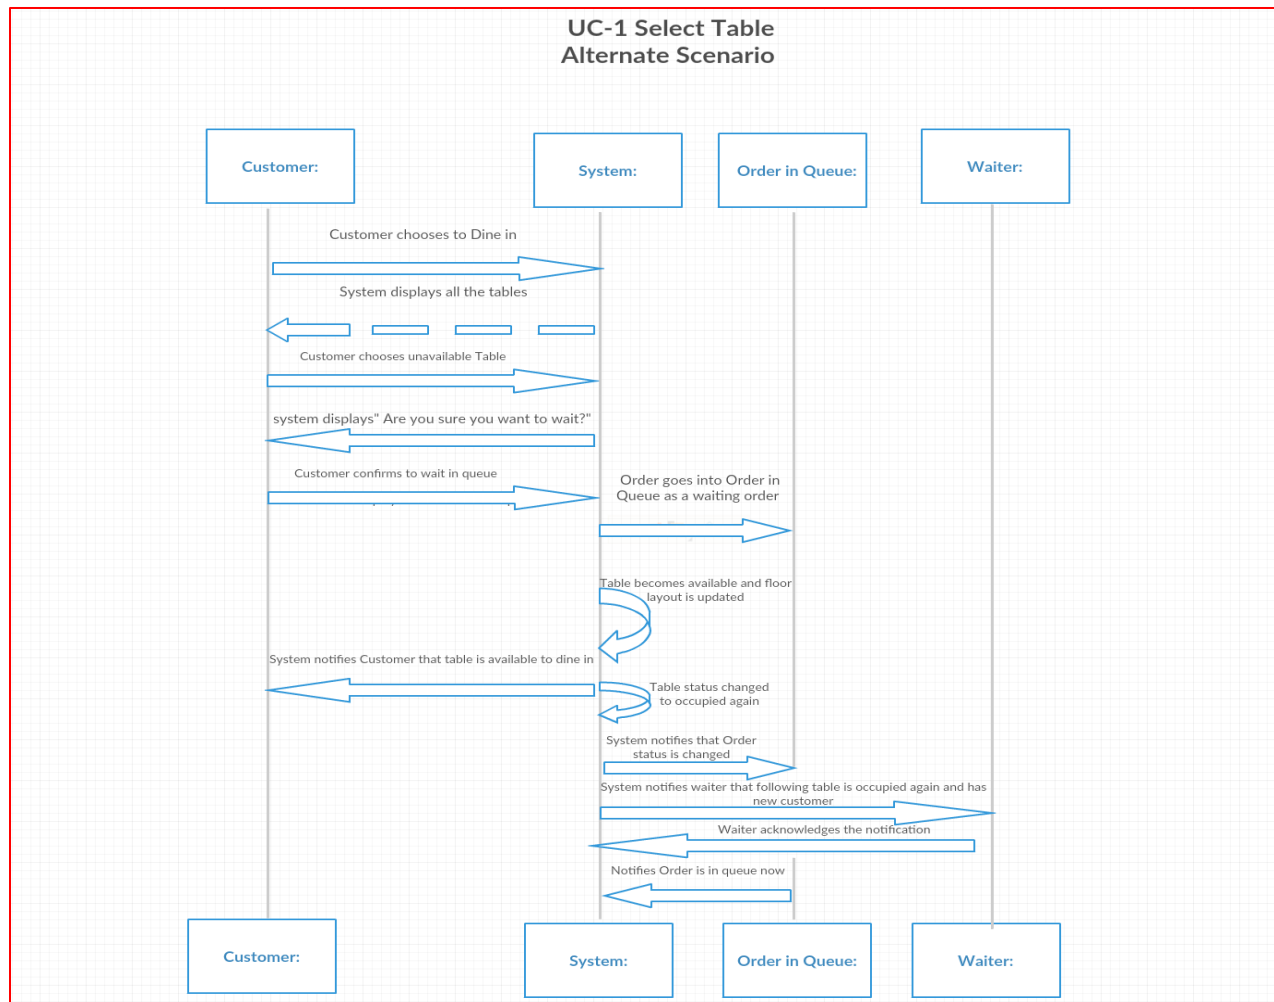 UC-1 Select Table
Alternate Scenario
Customer:
System:
Order in Queue:
Waiter:
Customer chooses to Dine in
System displays all the tables
Customer chooses unavailable Table
system displays" Are you sure you want to wait?"
Customer confirms to wait in queue
Order goes into Order in
Queue as a waiting order
Table becomes available and floor
layout is updated
System notifies Customer that table is available to dine in
Table status changed
to occupied again
System notifies that Order
status is changed
System notifies waiter that following table is occupied again and has
new customer
Waiter acknowledges the notification
Notifies Order is in queue now
Customer:
System:
Order in Queue:
Waiter: